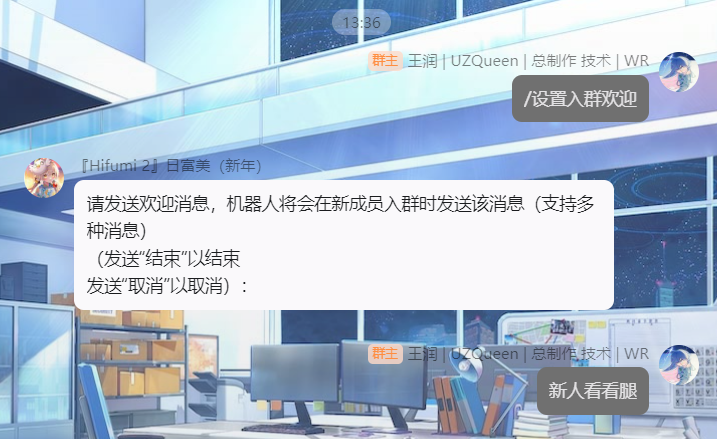 13:36
群主 王润 | UZQueen | 总制作 技术 | WR
/设置入群欢迎
『Hifumi 2』日富美（新年）
请发送欢迎消息，机器人将会在新成员入群时发送该消息（支持多
种消息）
（发送“结束”以结束
发送“取消”以取消）：
群主 王润 | UZQueen | 总制作 技术 | WR
新人看看腿